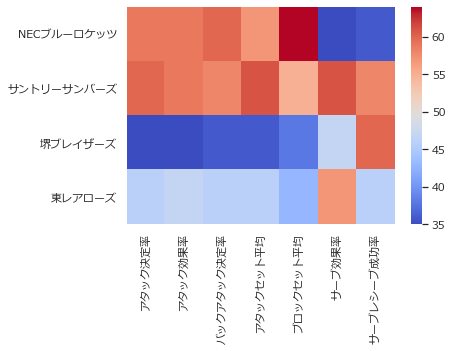 NECブルーロケッツ
サントリーサンバーズ
堺ブレイザーズ
東レアローズ
アタック決定率
アタック効果率
バックアタック決定率
アタックセット平均
ブロックセット平均
サーブ効果率
サーブレシーブ成功率
60
55
50
45
40
35